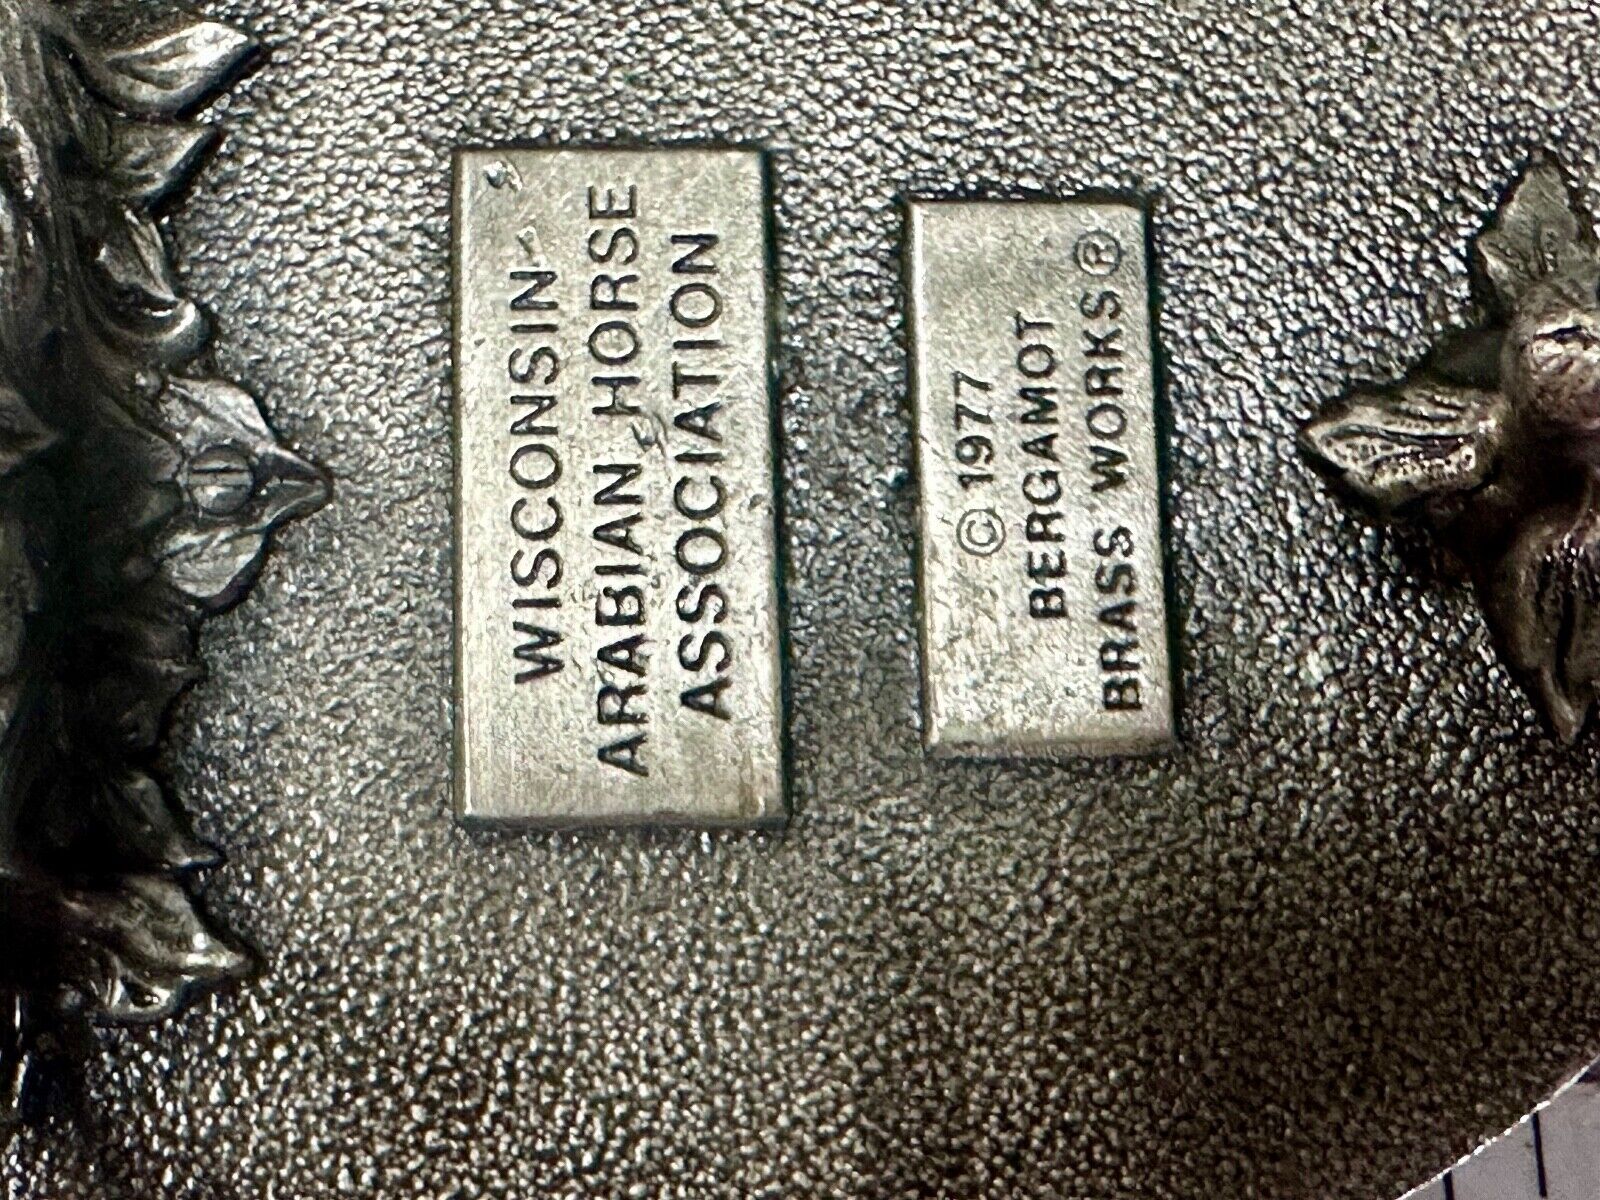 WISCONSIN
ARABIAN HORSE
ASSOCIATION
© 1977
BERGAMOT
BRASS WORKS®